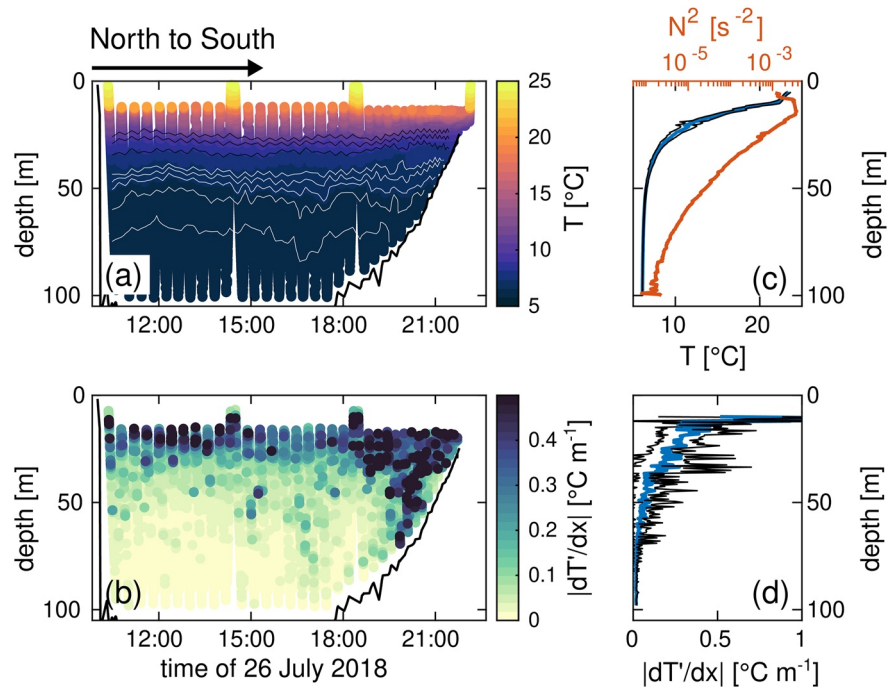 North to South
0
50
100
depth [m]
(a)
12:00
15:00
18:00
21:00
25
20
15
10
5
T [°C]
N² [s⁻²]
10⁻⁵
10⁻³
0
50
100
depth [m]
(c)
10
20
T [°C]
0
50
100
depth [m]
(b)
12:00
15:00
18:00
21:00
time of 26 July 2018
0.4
0.3
0.2
0.1
0
|dT'/dx| [°C m⁻¹]
0
50
100
depth [m]
(d)
0
0.5
1
|dT'/dx| [°C m⁻¹]